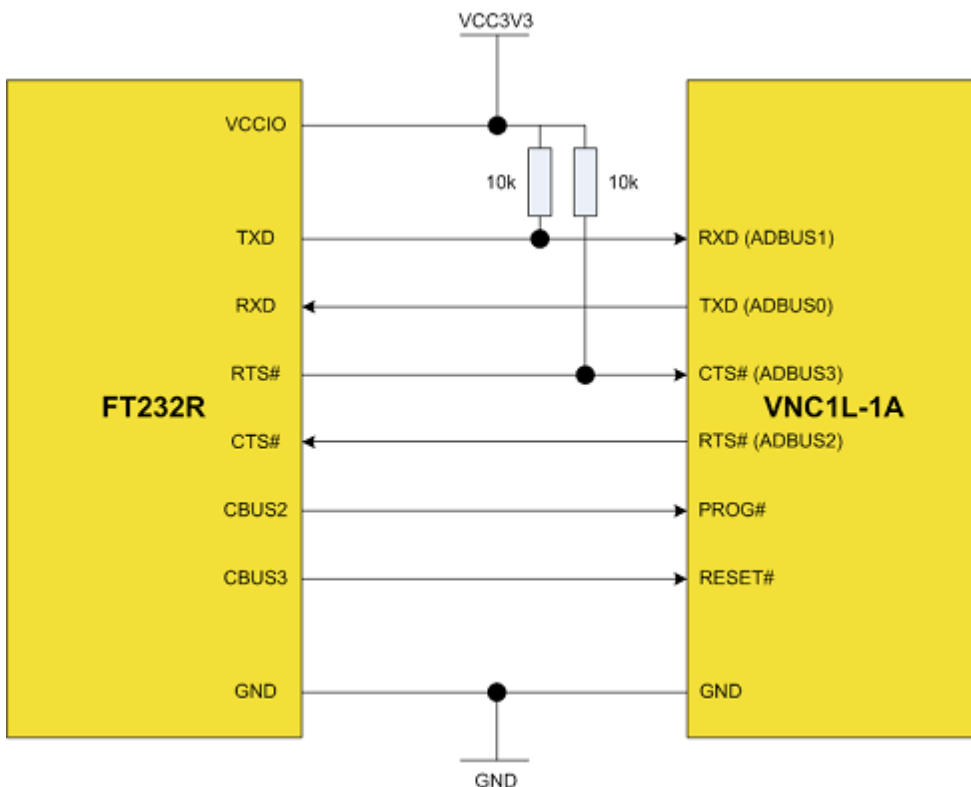 VCC3V3
VCCIO
10k
10k
TXD
RXD (ADBUS1)
RXD
TXD (ADBUS0)
RTS#
CTS# (ADBUS3)
FT232R
VNC1L-1A
CTS#
RTS# (ADBUS2)
CBUS2
PROG#
CBUS3
RESET#
GND
GND
GND